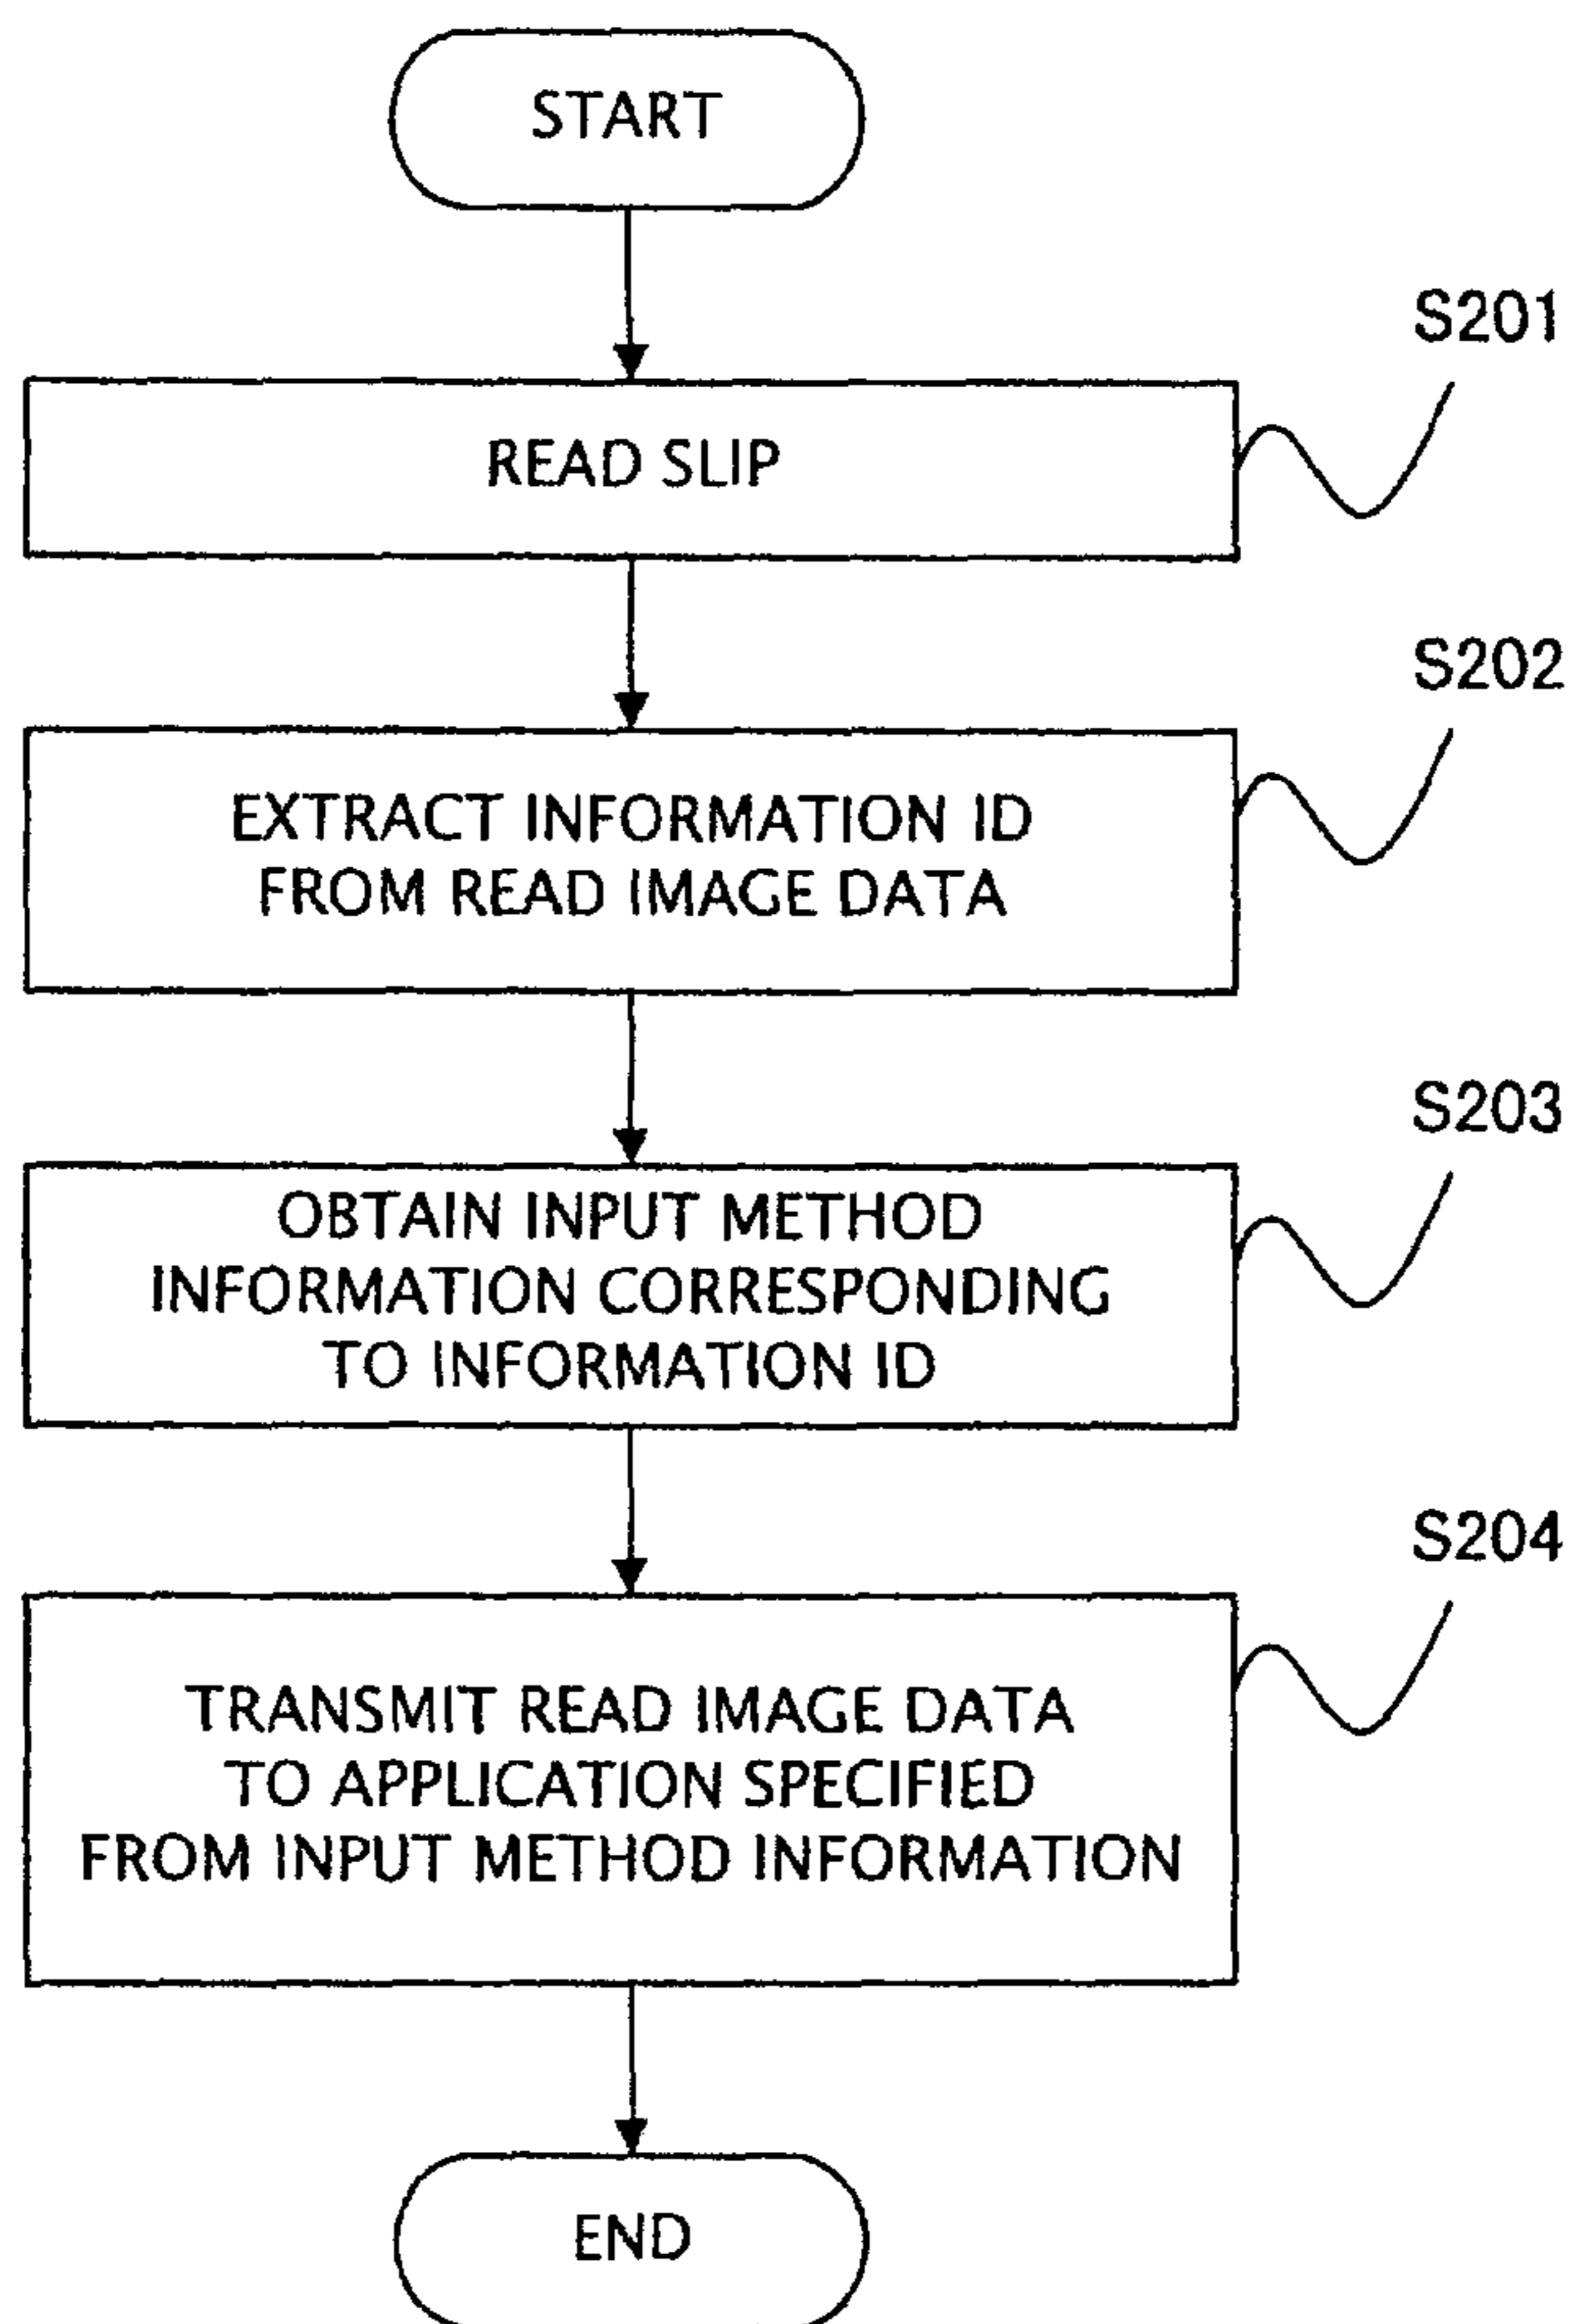 START
S201
READ SLIP
S202
EXTRACT INFORMATION ID
FROM READ IMAGE DATA
S203
OBTAIN INPUT METHOD
INFORMATION CORRESPONDING
TO INFORMATION ID
S204
TRANSMIT READ IMAGE DATA
TO APPLICATION SPECIFIED
FROM INPUT METHOD INFORMATION
END